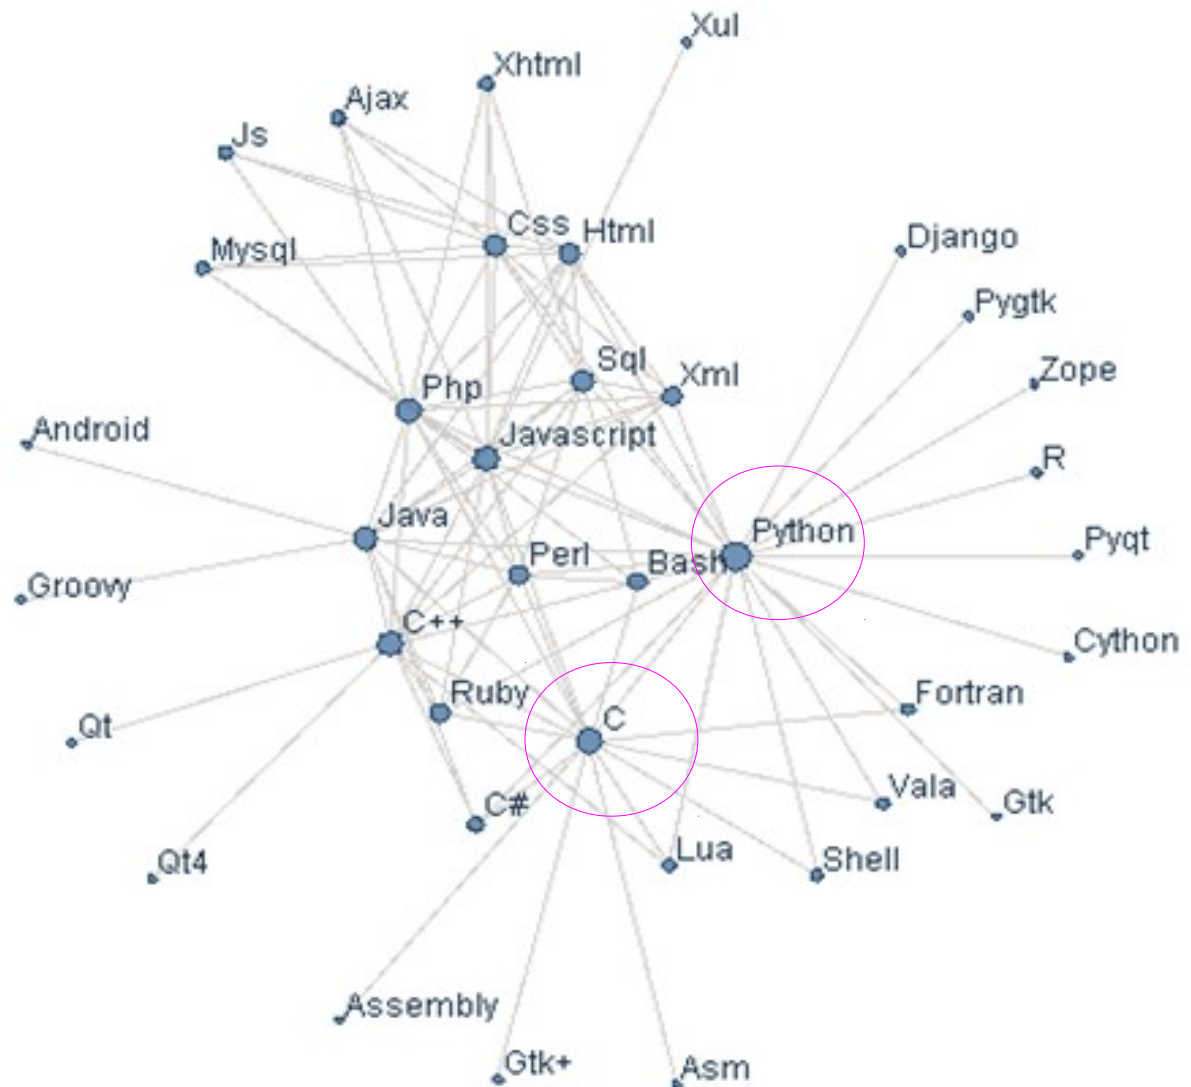 Xul
Xhtml
Ajax
Js
Css
Html
Mysql
Django
Pygtk
Sql
Xml
Zope
Php
Android
Javascript
R
Java
Python
Pyqt
Perl
Bash
Groovy
C++
Cython
Ruby
Fortran
C
Qt
Vala
C#
Gtk
Lua
Shell
Qt4
Assembly
Gtk+
Asm